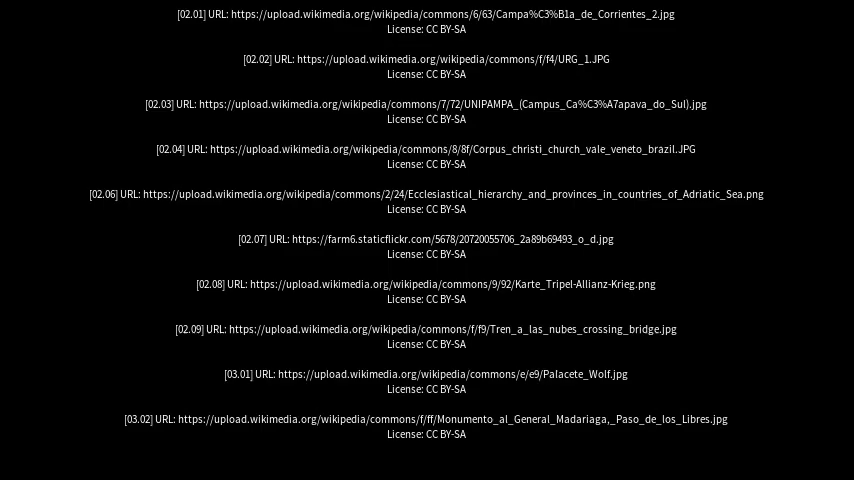 [02.01] URL: https://upload.wikimedia.org/wikipedia/commons/6/63/Campa%C3%B1a_de_Corrientes_2.jpg
License: CC BY-SA
[02.02] URL: https://upload.wikimedia.org/wikipedia/commons/f/f4/URG_1.JPG
License: CC BY-SA
[02.03] URL: https://upload.wikimedia.org/wikipedia/commons/7/72/UNIPAMPA_(Campus_Ca%C3%A7apava_do_Sul).jpg
License: CC BY-SA
[02.04] URL: https://upload.wikimedia.org/wikipedia/commons/8/8f/Corpus_christi_church_vale_veneto_brazil.JPG
License: CC BY-SA
[02.06] URL: https://upload.wikimedia.org/wikipedia/commons/2/24/Ecclesiastical_hierarchy_and_provinces_in_countries_of_Adriatic_Sea.png
License: CC BY-SA
[02.07] URL: https://farm6.staticflickr.com/5678/20720055706_2a89b69493_o_d.jpg
License: CC BY-SA
[02.08] URL: https://upload.wikimedia.org/wikipedia/commons/9/92/Karte_Tripel-Allianz-Krieg.png
License: CC BY-SA
[02.09] URL: https://upload.wikimedia.org/wikipedia/commons/f/f9/Tren_a_las_nubes_crossing_bridge.jpg
License: CC BY-SA
[03.01] URL: https://upload.wikimedia.org/wikipedia/commons/e/e9/Palacete_Wolf.jpg
License: CC BY-SA
[03.02] URL: https://upload.wikimedia.org/wikipedia/commons/f/ff/Monumento_al_General_Madariaga,_Paso_de_los_Libres.jpg
License: CC BY-SA